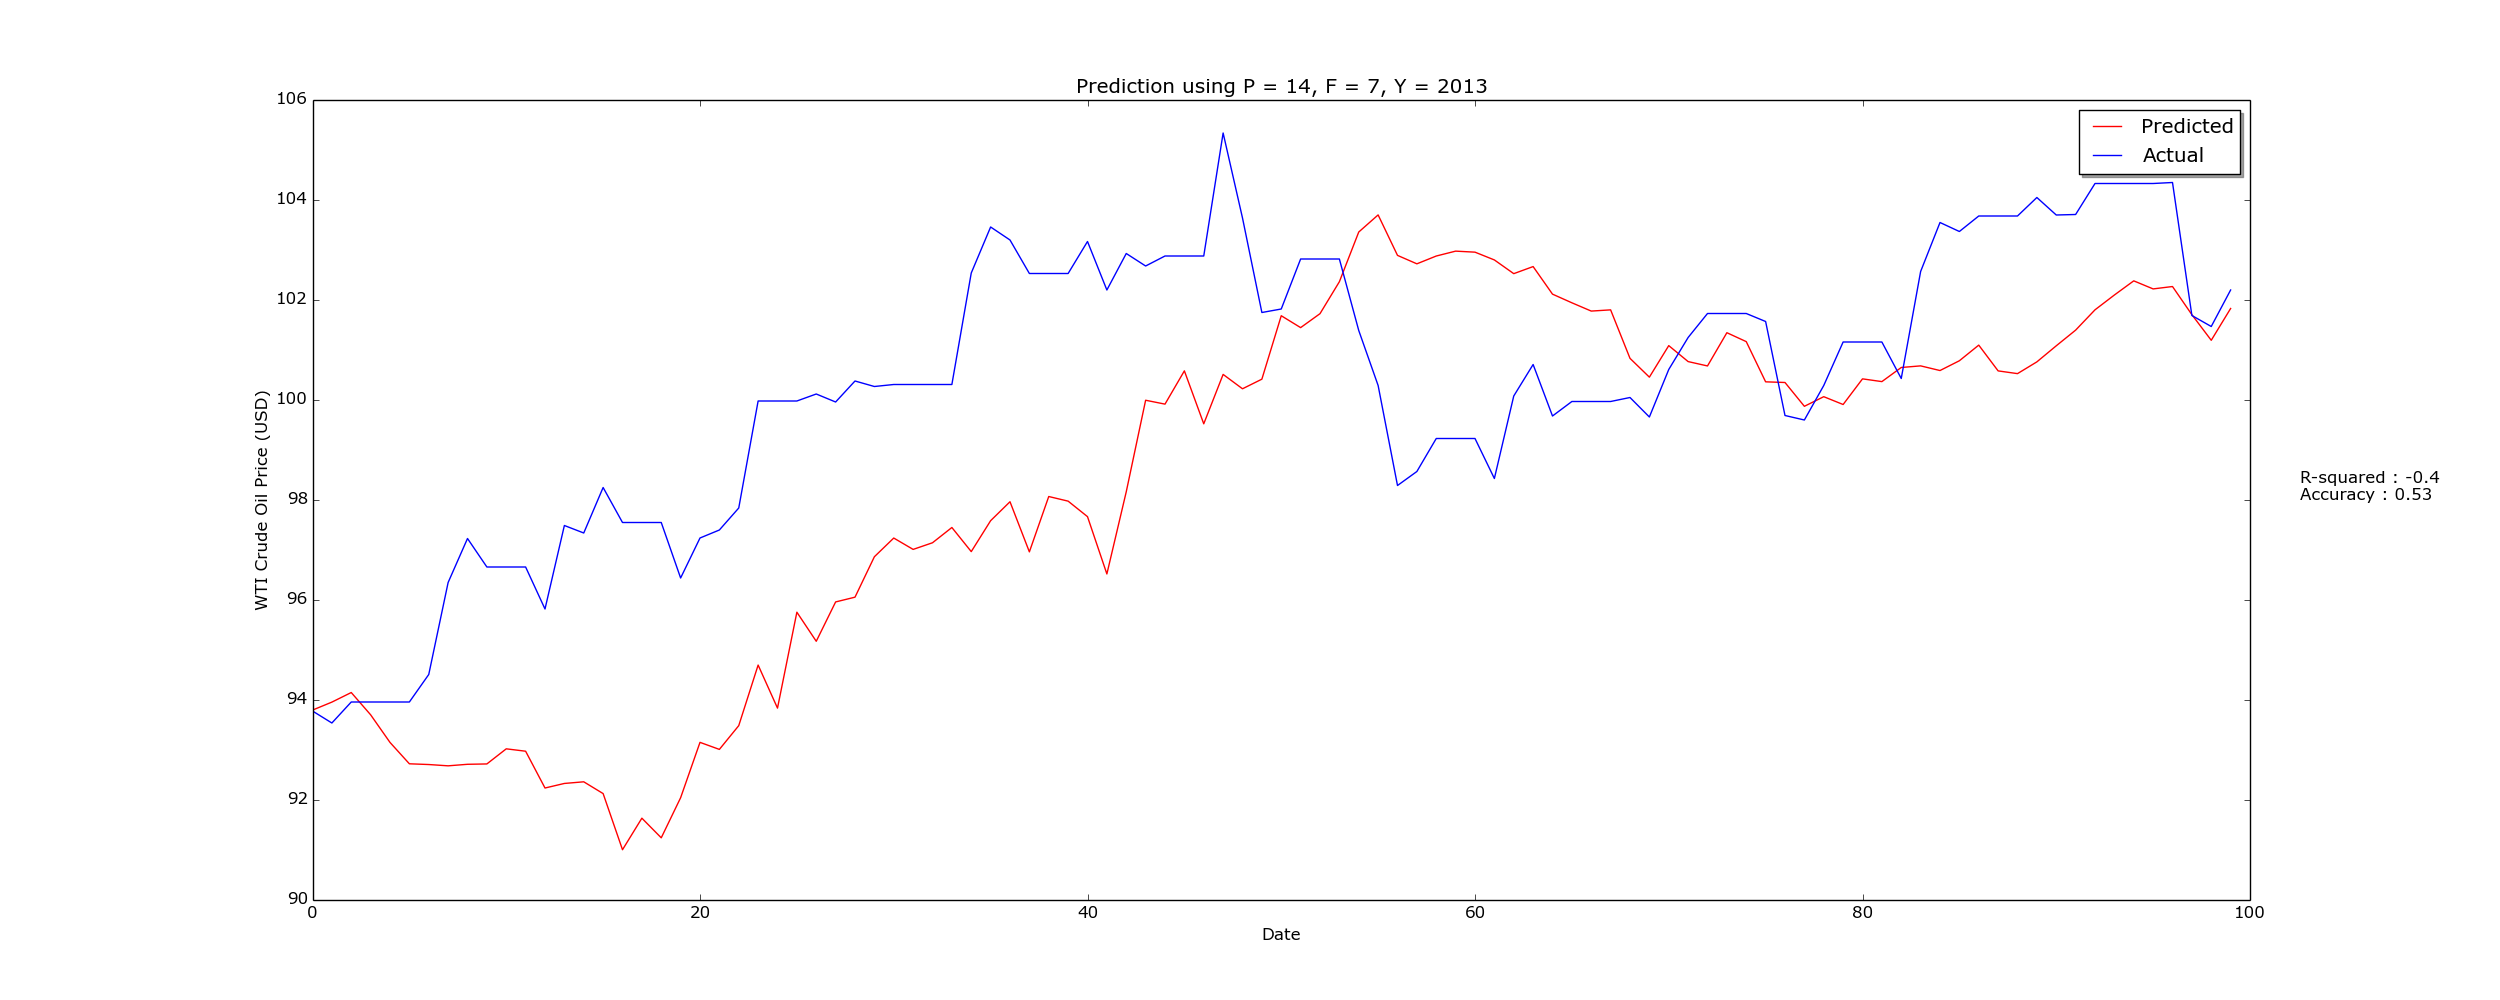 Prediction using P = 14, F = 7, Y = 2013
106
104
102
100
98
96
94
92
90
WTI Crude Oil Price (USD)
Predicted
Actual
R-squared : -0.4
Accuracy : 0.53
0 20 40 60 80 100
Date